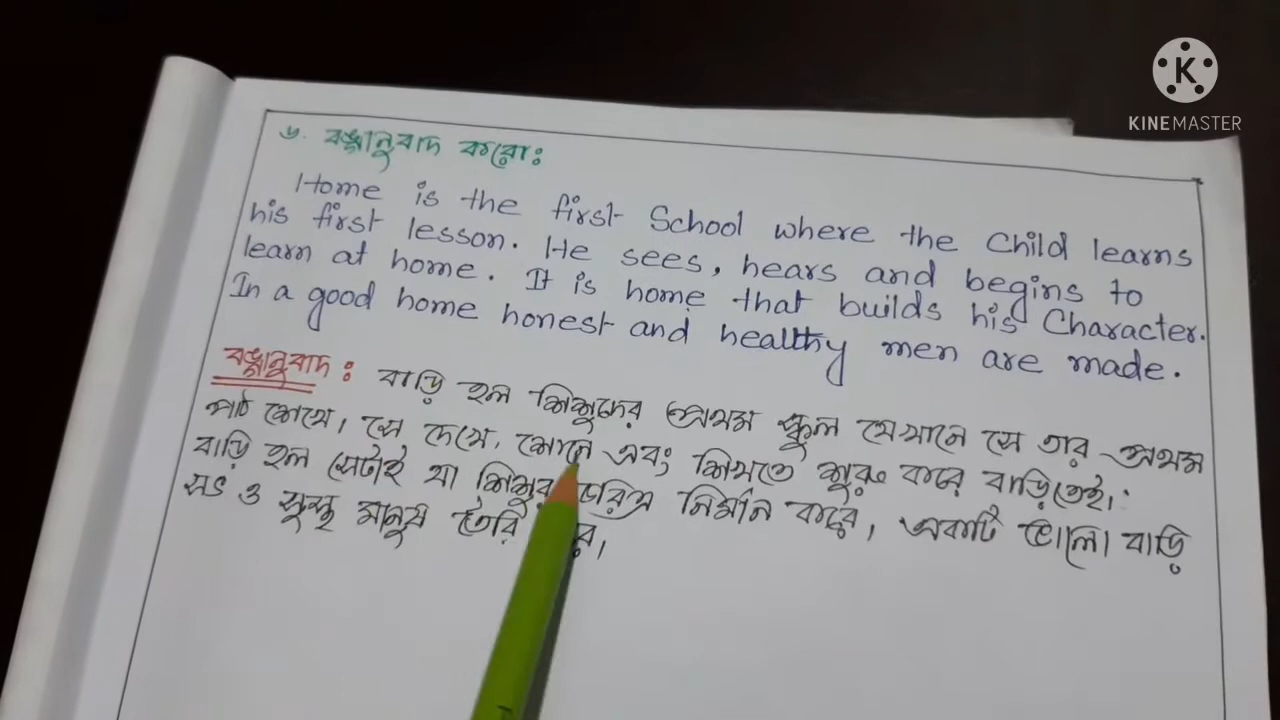 ৬. বঙ্গানুবাদ করো:
Home is the first School where the Child learns
his first lesson. He sees, hears and begins to
learn at home. It is home that builds his Character.
In a good home honest and healthy men are made.
বঙ্গানুবাদ : বাড়ি হল শিশুদের প্রথম স্কুল যেখানে সে তার প্রথম
পাঠ শেখে। সে দেখে, শোনে এবং শিখতে শুরু করে বাড়িতেই।
বাড়ি হল সেটাই যা শিশুর চরিত্র নির্মান করে, একটি ভালো বাড়ি
সৎ ও সুস্থ মানুষ তৈরি করে।
K
KINEMASTER